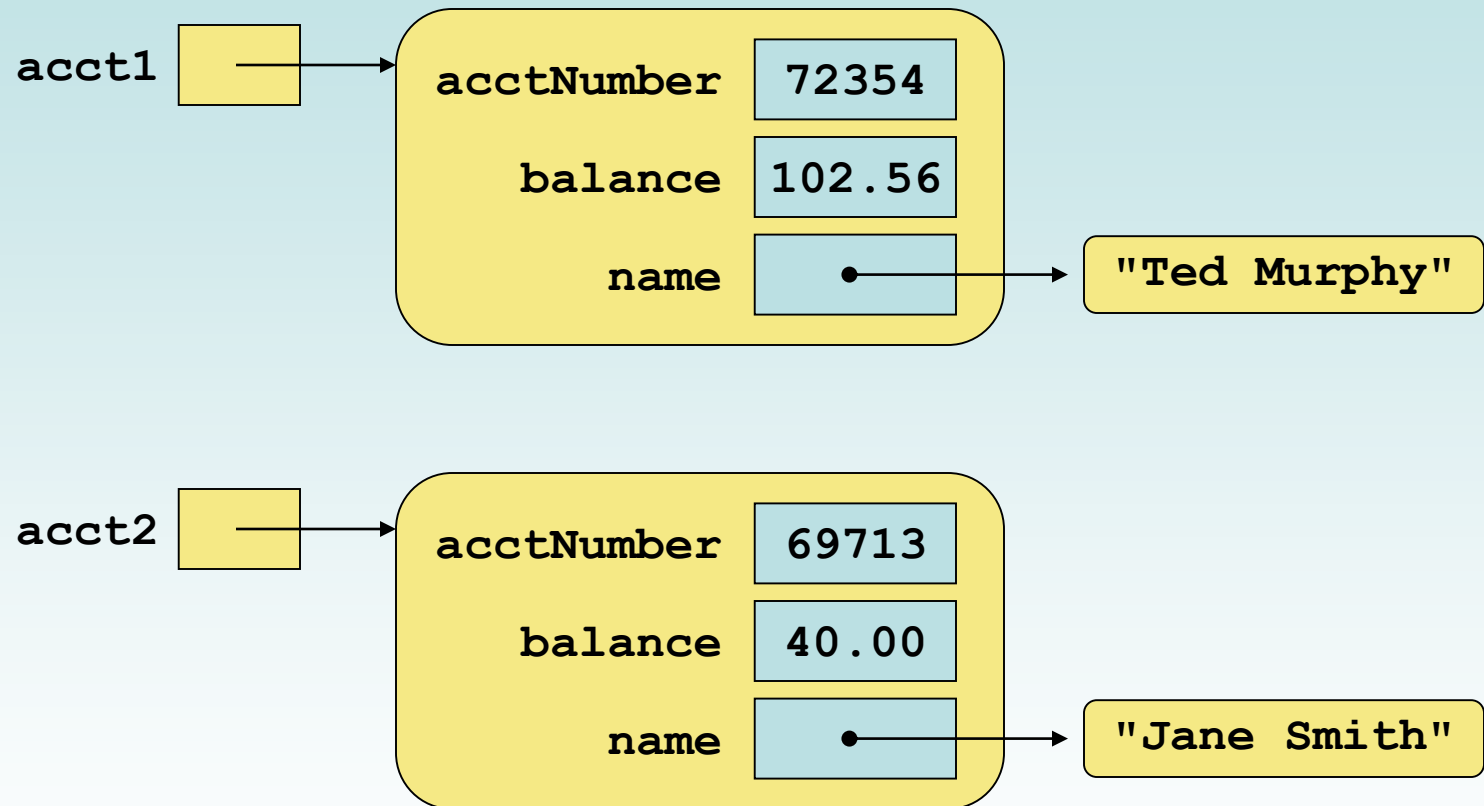 acct1
acctNumber 72354
balance 102.56
name "Ted Murphy"
acct2
acctNumber 69713
balance 40.00
name "Jane Smith"